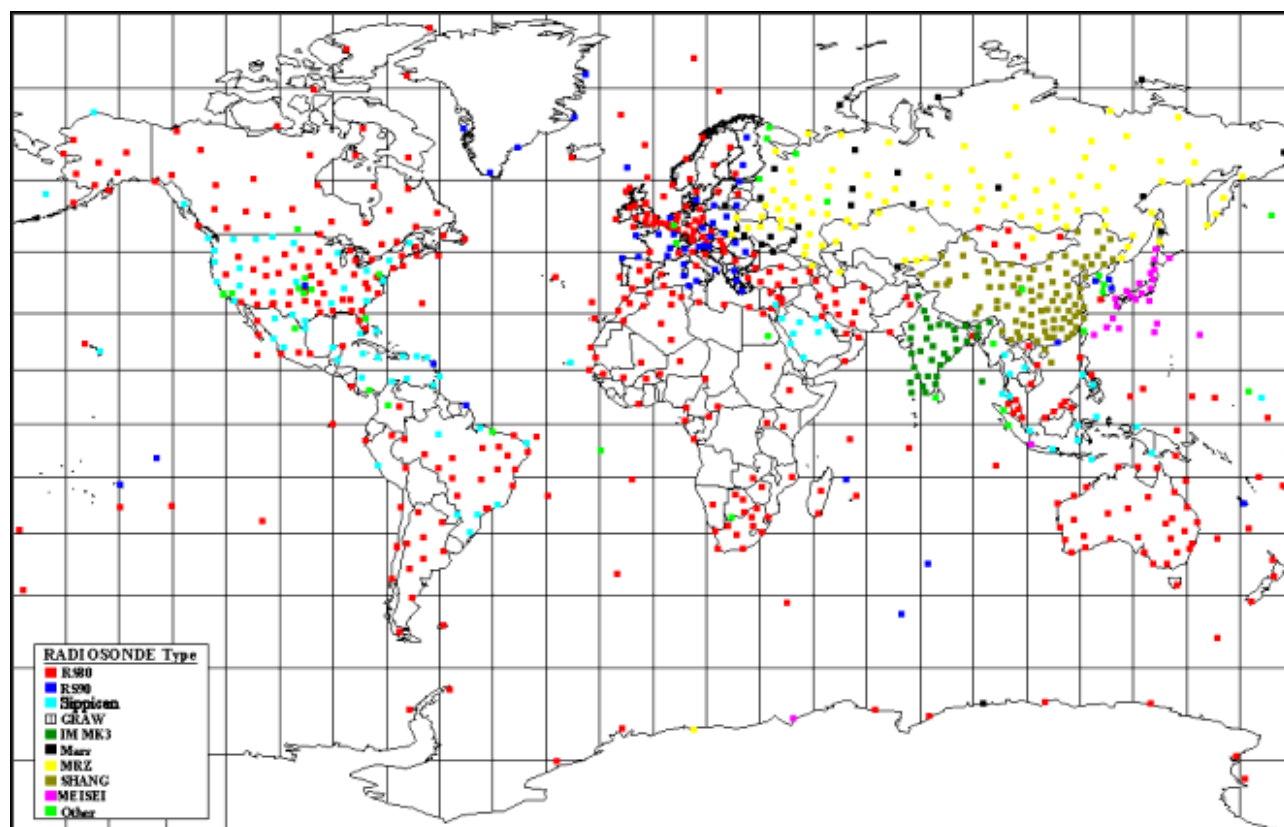 RADIOSONDE Type
RS80
RS90
Sippican
GRAW
IM MK3
Mars
MRZ
SHANG
MEISEI
Other